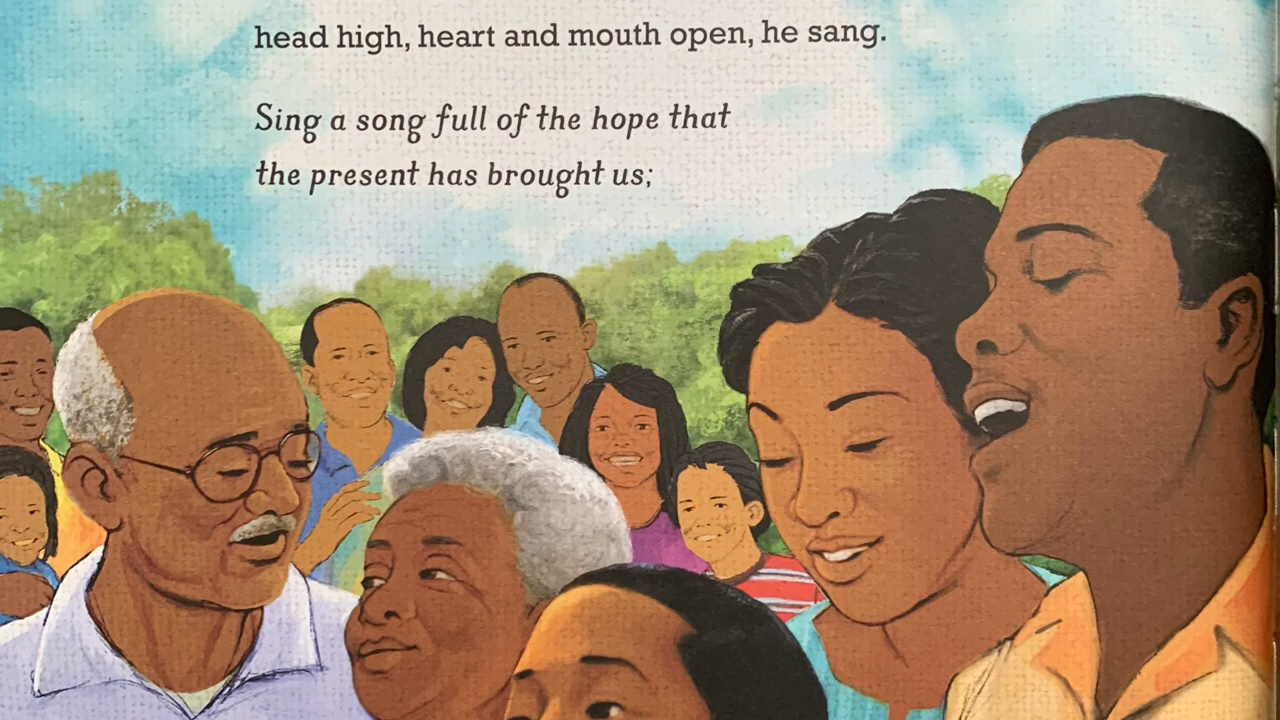 head high, heart and mouth open, he sang.
Sing a song full of the hope that
the present has brought us;